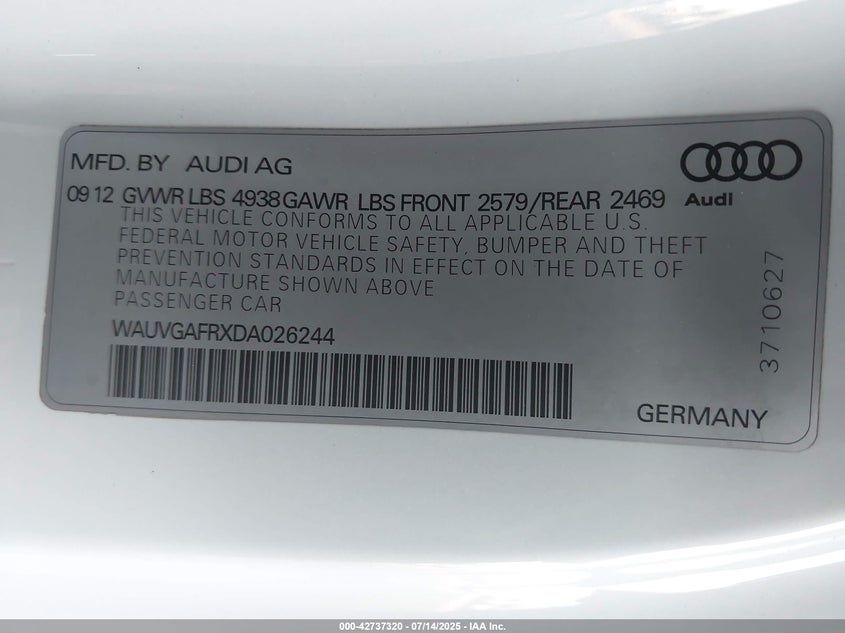 MFD. BY AUDI AG
09 12 GVWR LBS 4938 GAWR LBS FRONT 2579/REAR 2469
Audi
THIS VEHICLE CONFORMS TO ALL APPLICABLE U.S.
FEDERAL MOTOR VEHICLE SAFETY, BUMPER AND THEFT
PREVENTION STANDARDS IN EFFECT ON THE DATE OF
MANUFACTURE SHOWN ABOVE
PASSENGER CAR
WAUVGAFRXDA026244
3710627
GERMANY
000-42737320 - 07/14/2025 - IAA Inc.